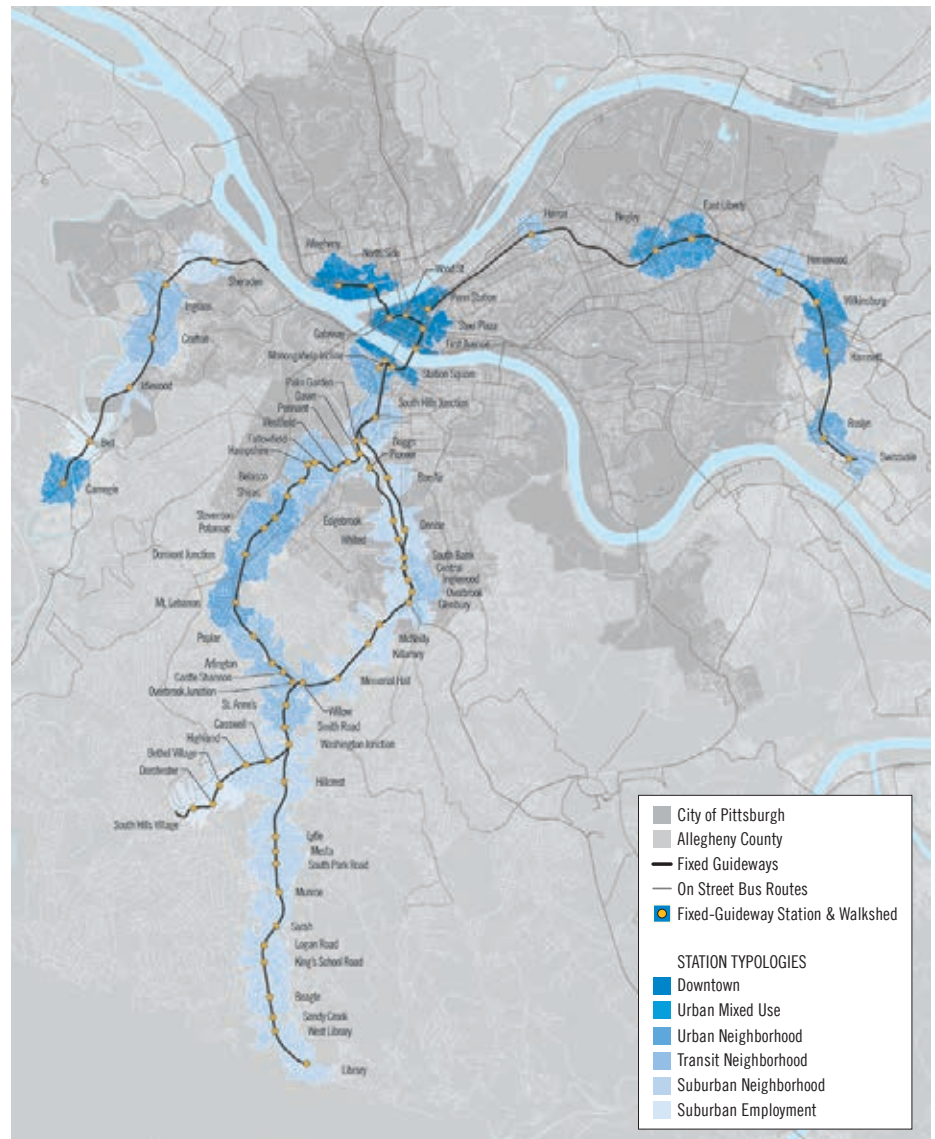 East Liberty
Negley
Herron
Allegheny
North Side
Homewood
Wood St
Sheraden
Penn Station
Wilkinsburg
Ingram
Steel Plaza
Gateway
Crafton
First Avenue
Hamnett
Monongahela Incline
Station Square
Idlewood
Palm Garden
South Hills Junction
Dawn
Pennant
Westfield
Roslyn
Fallowfield
Boggs
Bell
Hampshire
Pioneer
Swissvale
Belasco
Bon Air
Carnegie
Shiras
Stevenson
Edgebrook
Potomac
Denise
Whited
Dormont Junction
South Bank
Central
Inglewood
Overbrook
Mt. Lebanon
Glenbury
Poplar
McNeilly
Killarney
Arlington
Castle Shannon
Memorial Hall
Overbrook Junction
Willow
St. Anne's
Smith Road
Casswell
Highland
Washington Junction
Bethel Village
Dorchester
Hillcrest
South Hills Village
Lytle
Mesta
South Park Road
Munroe
Sarah
Logan Road
King's School Road
Beagle
Sandy Creek
West Library
Library
City of Pittsburgh
Allegheny County
Fixed Guideways
On Street Bus Routes
Fixed-Guideway Station & Walkshed
STATION TYPOLOGIES
Downtown
Urban Mixed Use
Urban Neighborhood
Transit Neighborhood
Suburban Neighborhood
Suburban Employment